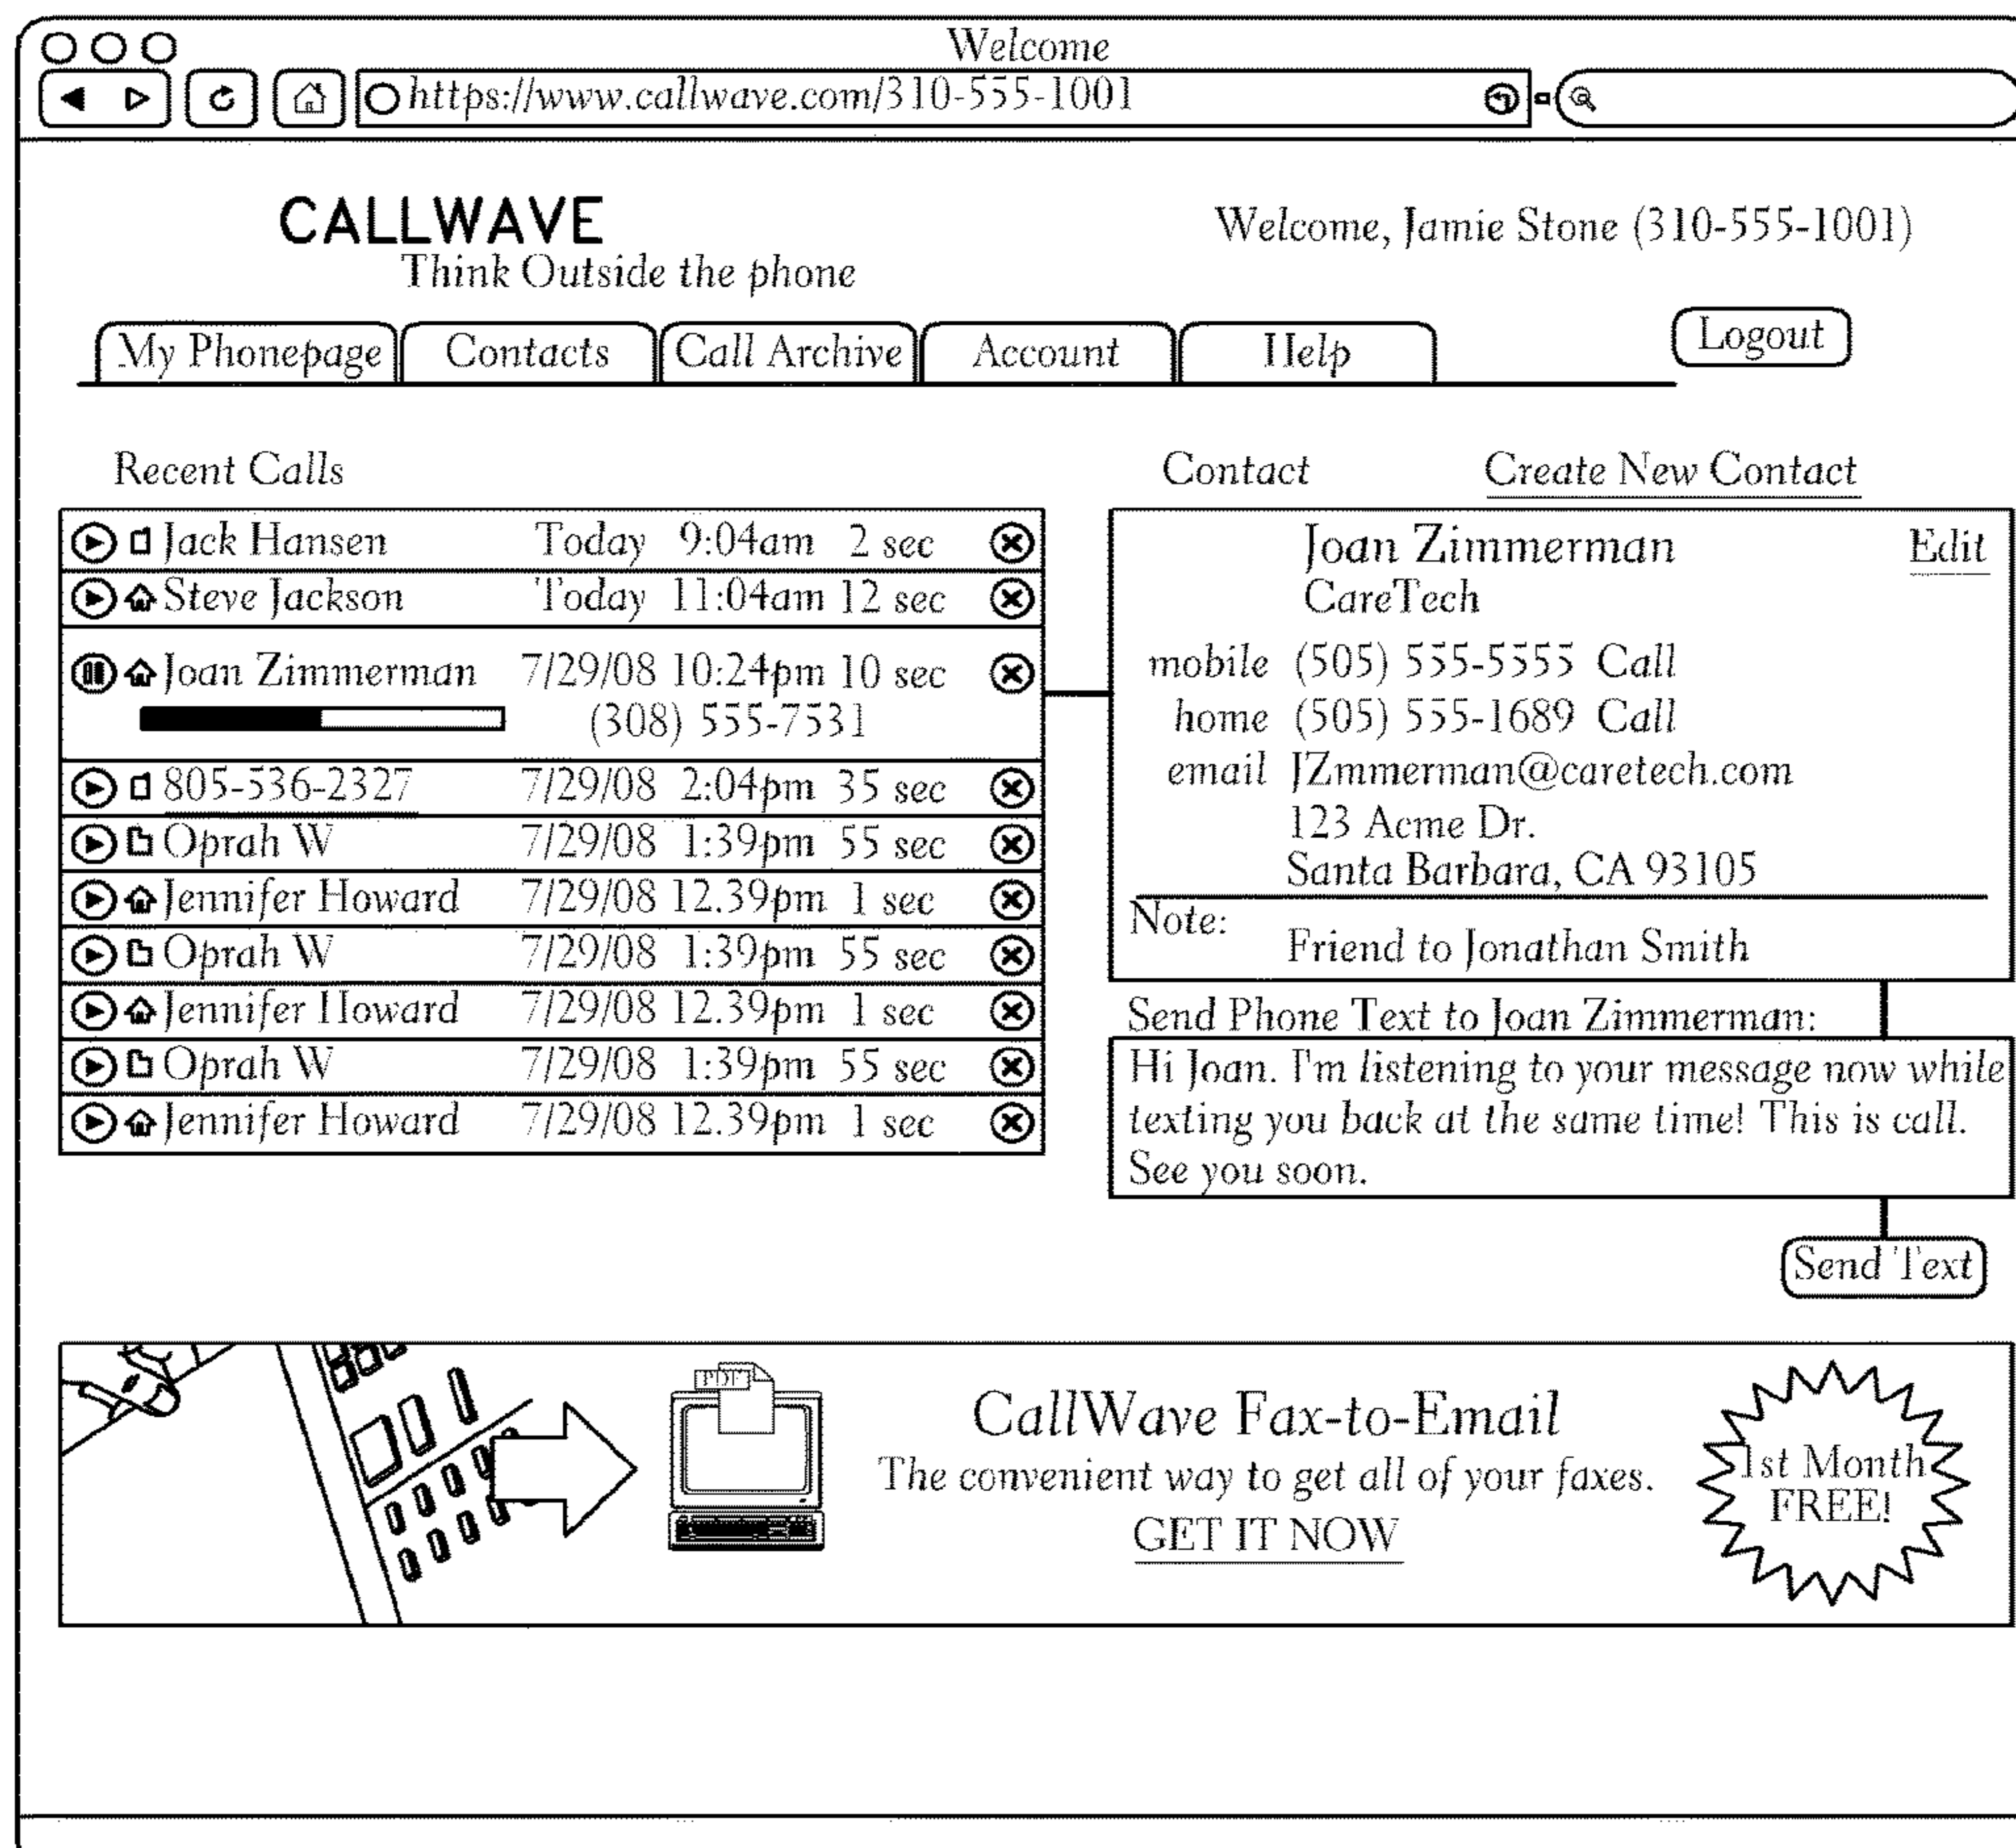 Welcome
https://www.callwave.com/310-555-1001
CALLWAVE
Think Outside the phone
Welcome, Jamie Stone (310-555-1001)
My Phonepage Contacts Call Archive Account Help Logout
Recent Calls
Jack Hansen Today 9:04am 2 sec
Steve Jackson Today 11:04am 12 sec
Joan Zimmerman 7/29/08 10:24pm 10 sec
(308) 555-7531
805-536-2327 7/29/08 2:04pm 35 sec
Oprah W 7/29/08 1:39pm 55 sec
Jennifer Howard 7/29/08 12.39pm 1 sec
Oprah W 7/29/08 1:39pm 55 sec
Jennifer Howard 7/29/08 12.39pm 1 sec
Oprah W 7/29/08 1:39pm 55 sec
Jennifer Howard 7/29/08 12.39pm 1 sec
Contact Create New Contact
Joan Zimmerman Edit
CareTech
mobile (505) 555-5555 Call
home (505) 555-1689 Call
email JZmmerman@caretech.com
123 Acme Dr.
Santa Barbara, CA 93105
Note:
Friend to Jonathan Smith
Send Phone Text to Joan Zimmerman:
Hi Joan. I'm listening to your message now while
texting you back at the same time! This is call.
See you soon.
Send Text
PDF
CallWave Fax-to-Email
The convenient way to get all of your faxes.
GET IT NOW
1st Month
FREE!